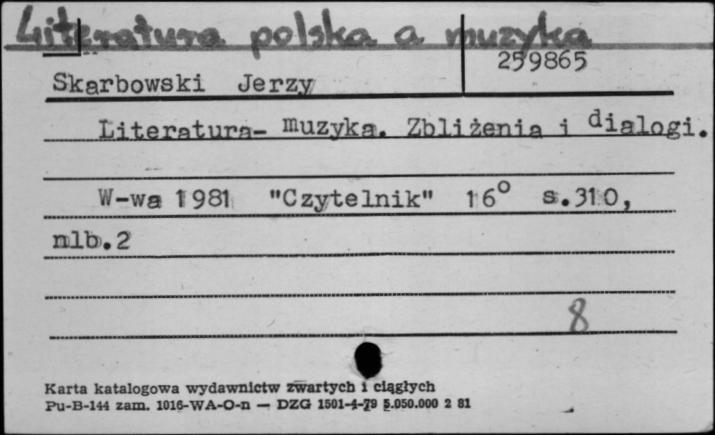 Literatura polska a muzyka
259865
Skarbowski Jerzy
Literatura- muzyka. Zbliżenia i dialogi.
W-wa 1981 "Czytelnik" 16° s.310,
nlb.2
8
Karta katalogowa wydawnictw zwartych i ciągłych
Pu-B-144 zam. 1016-WA-O-n — DZG 1501-4-79 5.050.000 2 81